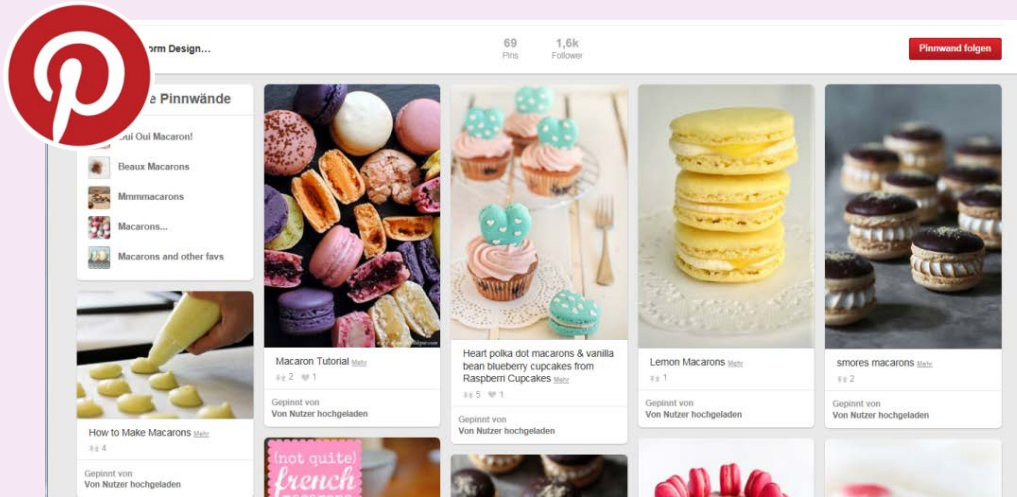 orm Design...
69
Pins
1,6k
Follower
Pinnwand folgen
e Pinnwände
Oui Oui Macaron!
Beaux Macarons
Mmmmacarons
Macarons...
Macarons and other favs
How to Make Macarons Mehr
4
Gepinnt von
Von Nutzer hochgeladen
Macaron Tutorial Mehr
2 1
Gepinnt von
Von Nutzer hochgeladen
(not quite)
french
macarons
Heart polka dot macarons & vanilla
bean blueberry cupcakes from
Raspberri Cupcakes Mehr
5 1
Gepinnt von
Von Nutzer hochgeladen
Lemon Macarons Mehr
1
Gepinnt von
Von Nutzer hochgeladen
smores macarons Mehr
2
Gepinnt von
Von Nutzer hochgeladen